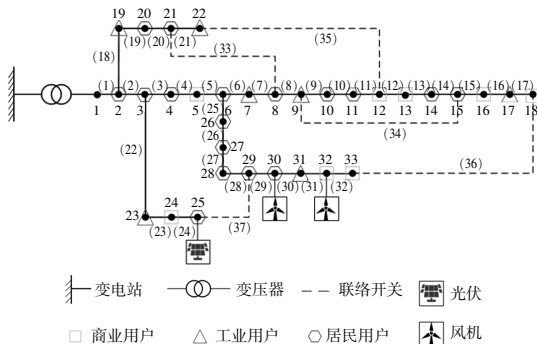 19 20 21 22
(19) (20) (21) (35)
(18) (33)
(1) (2) (3) (4) (5) (6) (7) (8) (9) (10) (11) (12) (13) (14) (15) (16) (17)
1 2 3 4 5 6 7 8 9 10 11 12 13 14 15 16 17 18
(25)
26 (34)
(26)
(22) 27
(27) 29 30 31 32 33 (36)
28 (28) (29) (30) (31) (32)
24 25
23 (23) (24) (37)
变电站 变压器 联络开关 光伏
商业用户 工业用户 居民用户 风机